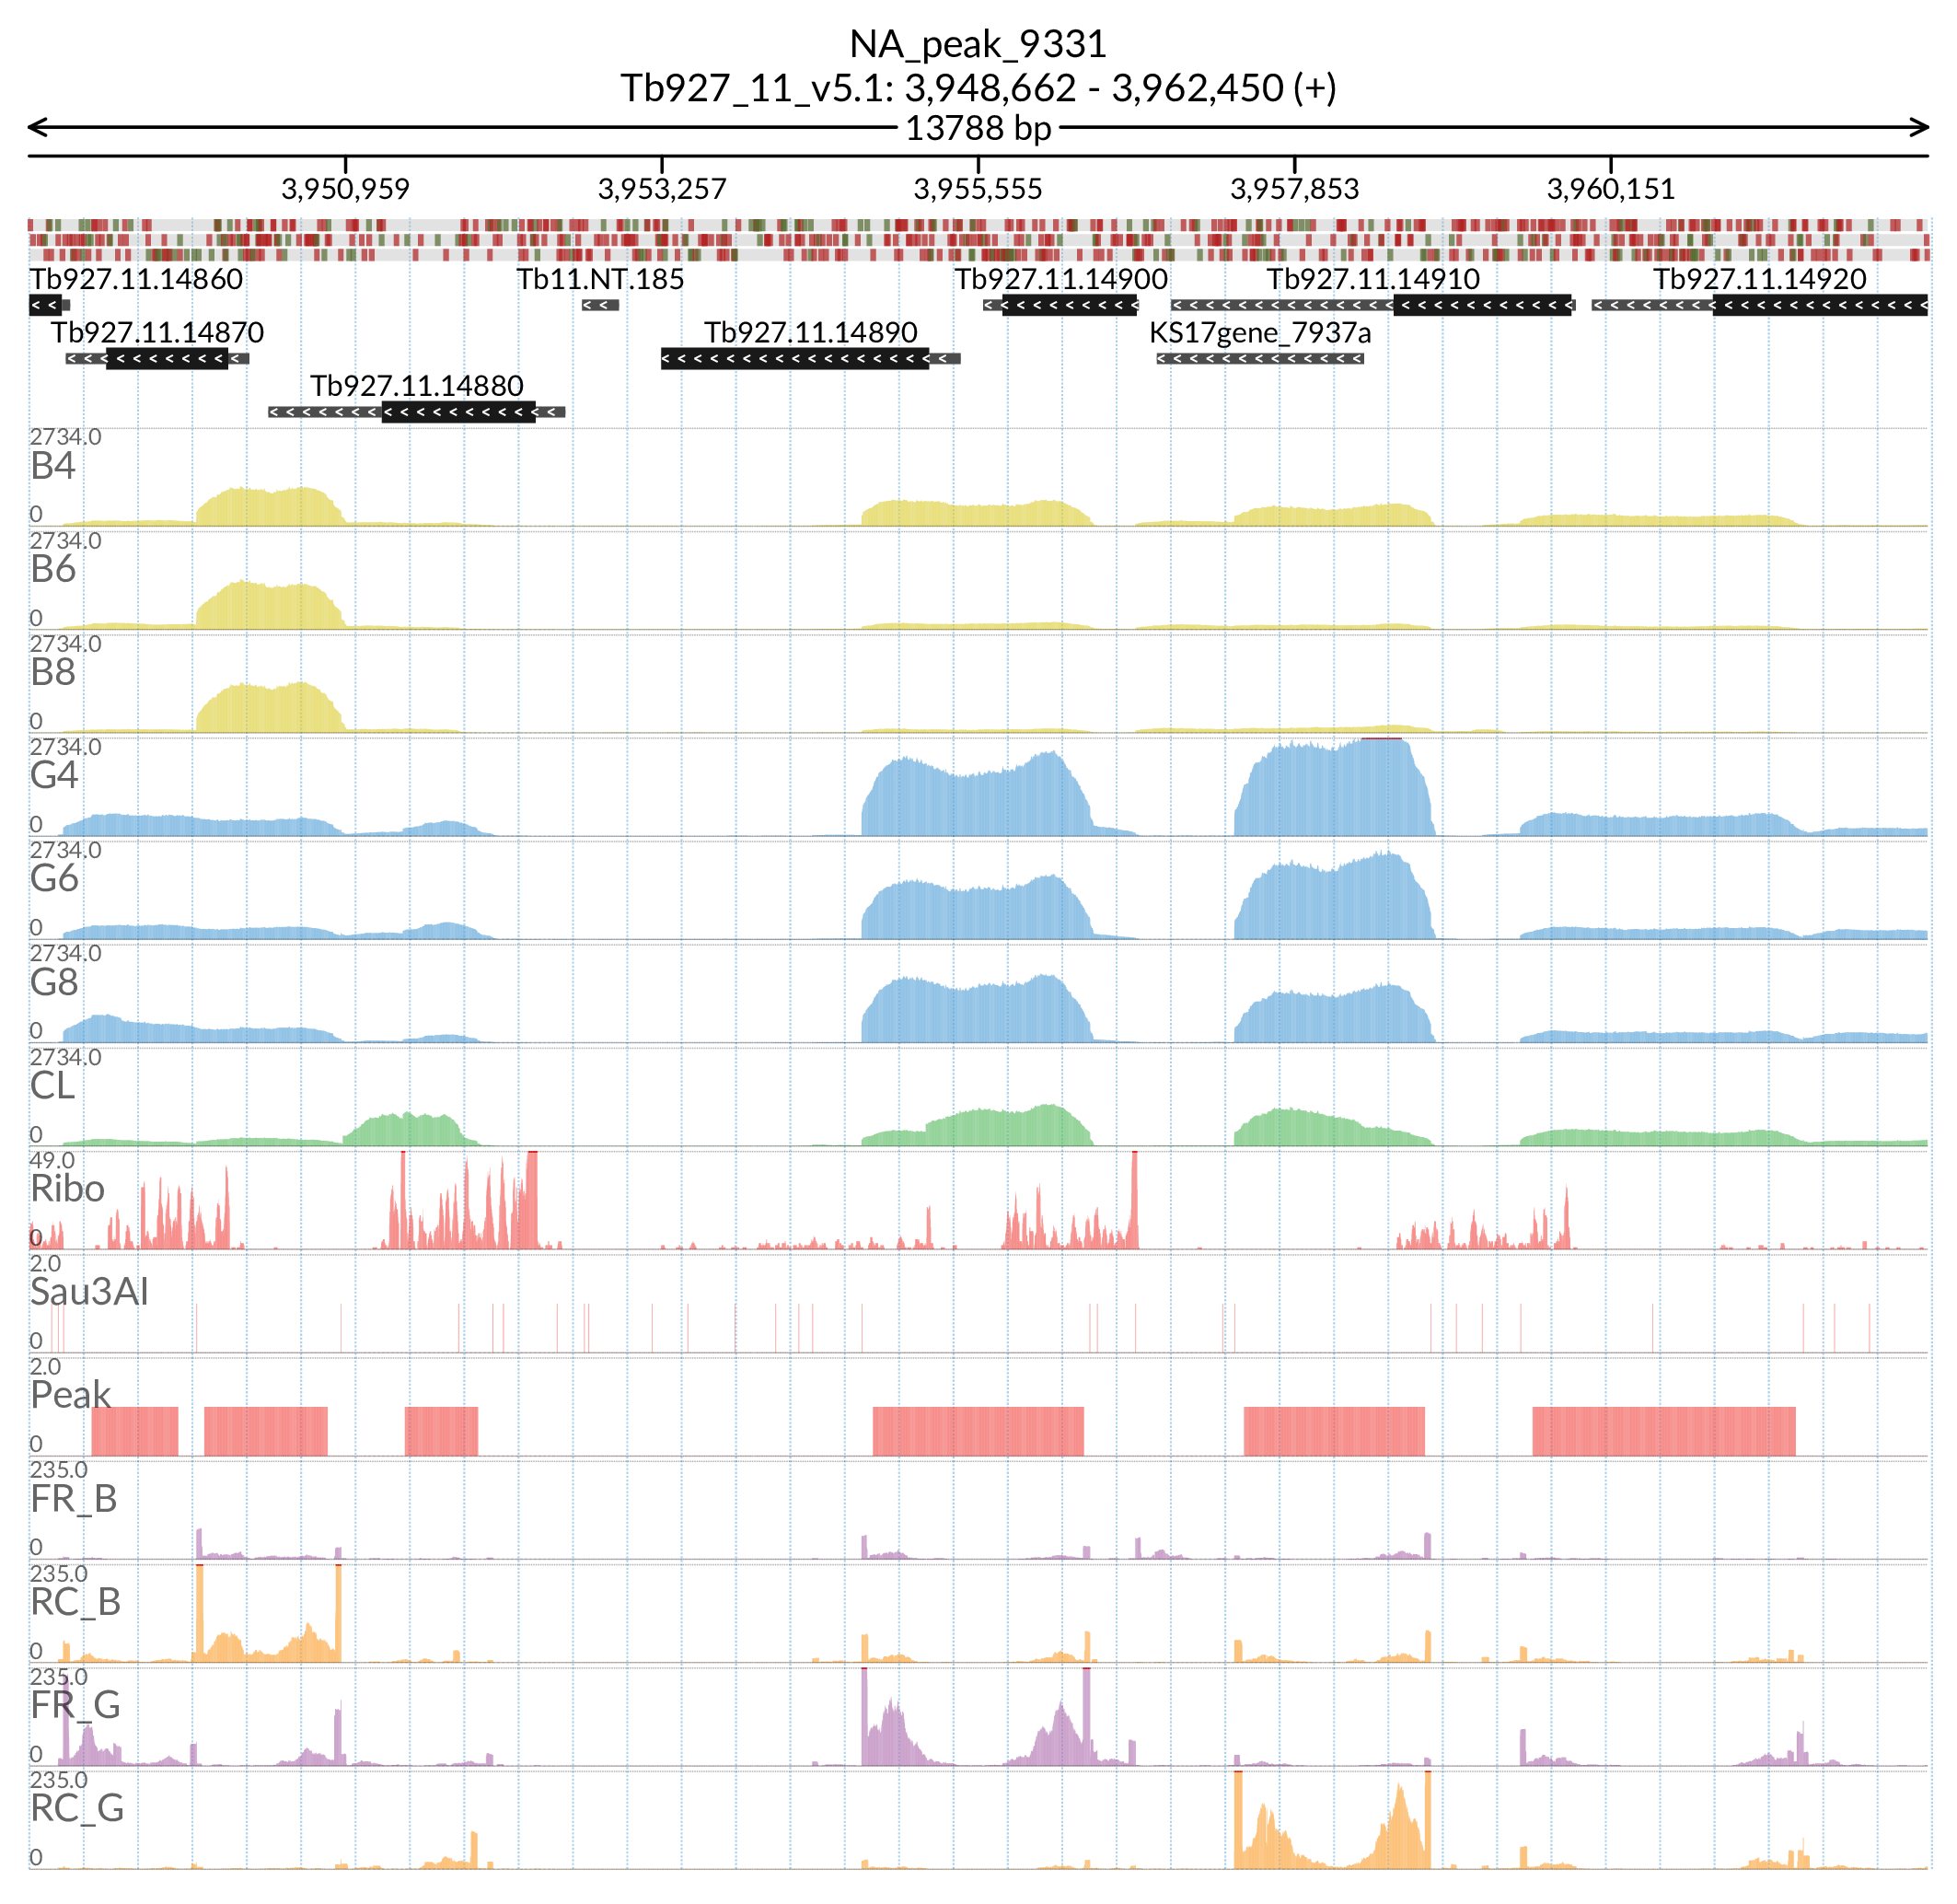 NA_peak_9331
Tb927_11_v5.1: 3,948,662 - 3,962,450 (+)
13788 bp
3,950,959 3,953,257 3,955,555 3,957,853 3,960,151
Tb927.11.14860 Tb11.NT.185 Tb927.11.14900 Tb927.11.14910 Tb927.11.14920
Tb927.11.14870 Tb927.11.14890 KS17gene_7937a
Tb927.11.14880
2734.0
B4
0
2734.0
B6
0
2734.0
B8
0
2734.0
G4
0
2734.0
G6
0
2734.0
G8
0
2734.0
CL
0
49.0
Ribo
0
2.0
Sau3AI
0
2.0
Peak
0
235.0
FR_B
0
235.0
RC_B
0
235.0
FR_G
0
235.0
RC_G
0